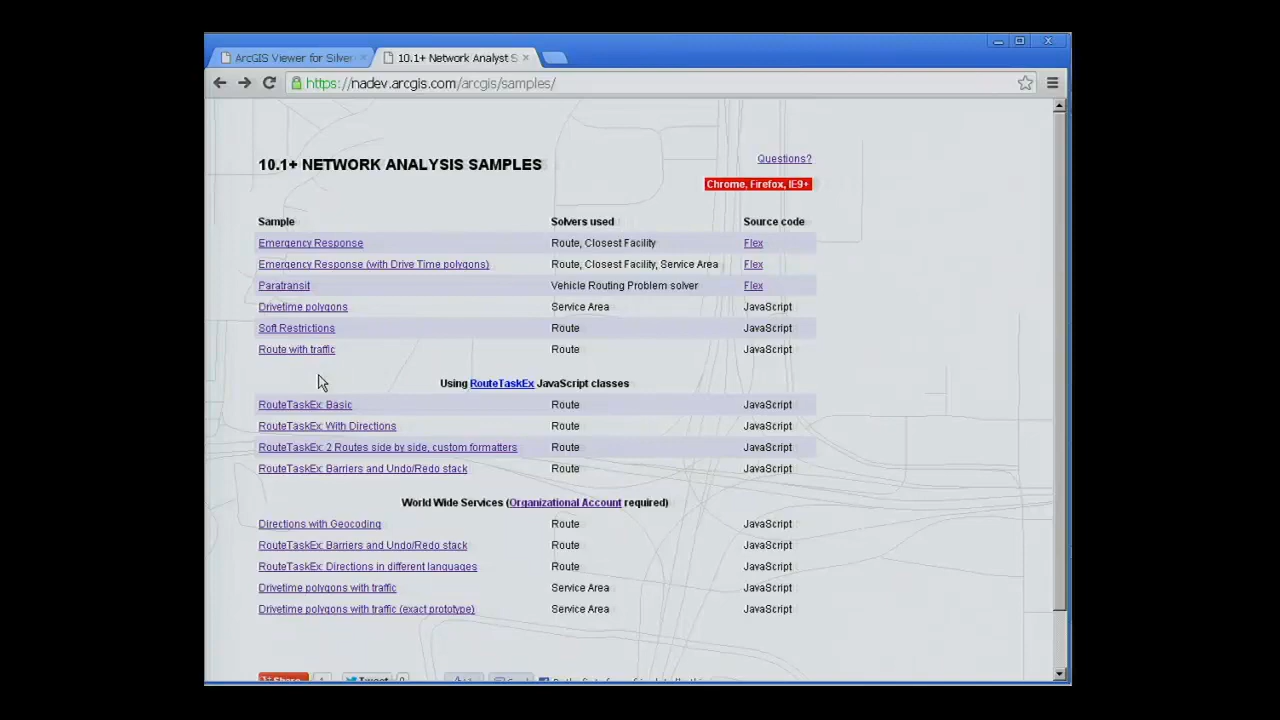 ArcGIS Viewer for Silver
10.1+ Network Analyst S
https://nadev.arcgis.com/arcgis/samples/
10.1+ NETWORK ANALYSIS SAMPLES
Questions?
Chrome, Firefox, IE9+
Sample Solvers used Source code
Emergency Response Route, Closest Facility Flex
Emergency Response (with Drive Time polygons) Route, Closest Facility, Service Area Flex
Paratransit Vehicle Routing Problem solver Flex
Drivetime polygons Service Area JavaScript
Soft Restrictions Route JavaScript
Route with traffic Route JavaScript
Using RouteTaskEx JavaScript classes
RouteTaskEx: Basic Route JavaScript
RouteTaskEx: With Directions Route JavaScript
RouteTaskEx: 2 Routes side by side, custom formatters Route JavaScript
RouteTaskEx: Barriers and Undo/Redo stack Route JavaScript
World Wide Services (Organizational Account required)
Directions with Geocoding Route JavaScript
RouteTaskEx: Barriers and Undo/Redo stack Route JavaScript
RouteTaskEx: Directions in different languages Route JavaScript
Drivetime polygons with traffic Service Area JavaScript
Drivetime polygons with traffic (exact prototype) Service Area JavaScript
Share Tweet